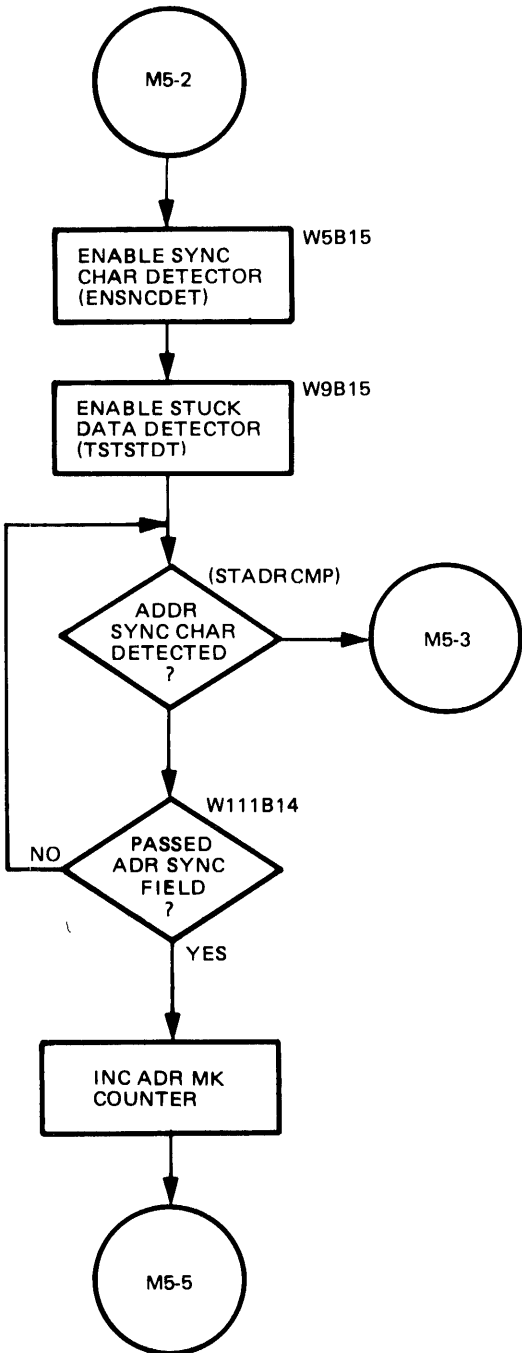 M5-2
W5B15
ENABLE SYNC
CHAR DETECTOR
(ENSNCDET)
W9B15
ENABLE STUCK
DATA DETECTOR
(TSTSTDT)
(STADRCMP)
ADDR
SYNC CHAR
DETECTED
?
M5-3
W111B14
PASSED
ADR SYNC
FIELD
?
NO
YES
INC ADR MK
COUNTER
M5-5